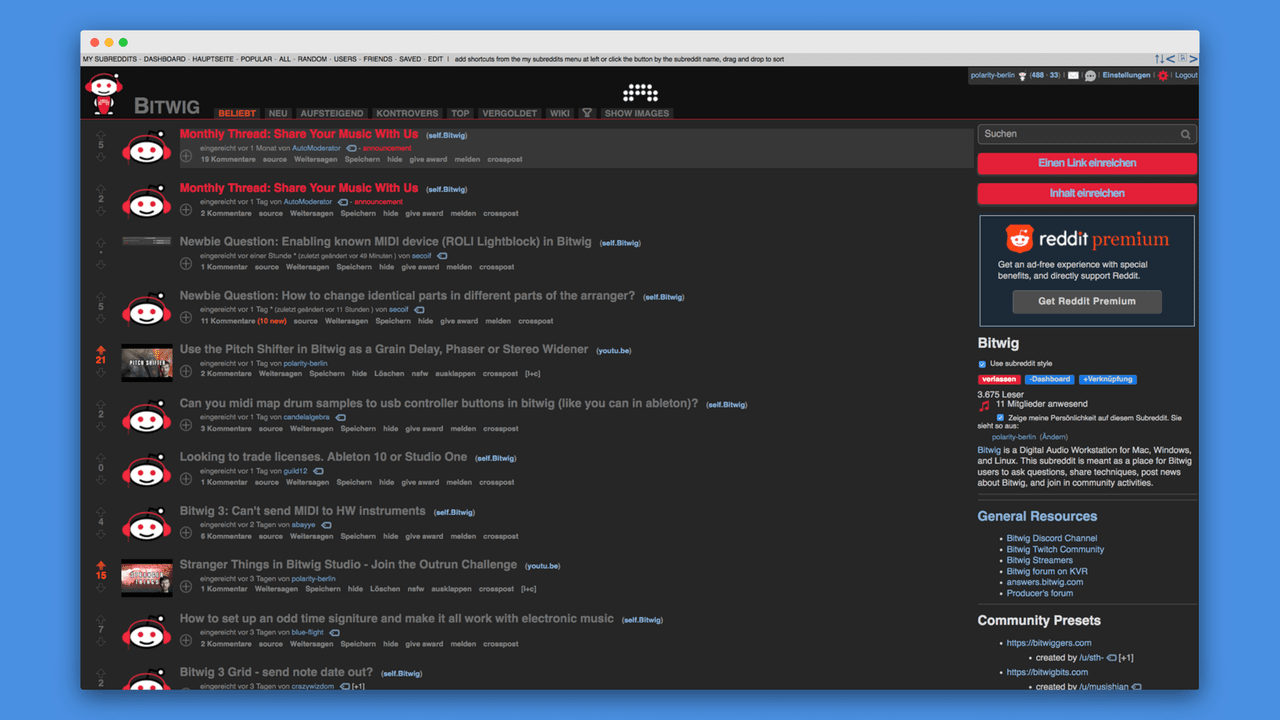 MY SUBREDDITS - DASHBOARD - HAUPTSEITE - POPULAR - ALL - RANDOM - USERS - FRIENDS - SAVED - EDIT | add shortcuts from the my subreddits menu at left or click the button by the subreddit name, drag and drop to sort
polarity-berlin (488 · 33) | | | Einstellungen | | Logout
BITWIG BELIEBT NEU AUFSTEIGEND KONTROVERS TOP VERGOLDET WIKI SHOW IMAGES
5
Monthly Thread: Share Your Music With Us (self.Bitwig)
eingereicht vor 1 Monat von AutoModerator - announcement
19 Kommentare source Weitersagen Speichern hide give award melden crosspost
2
Monthly Thread: Share Your Music With Us (self.Bitwig)
eingereicht vor 1 Tag von AutoModerator - announcement
2 Kommentare source Weitersagen Speichern hide give award melden crosspost
•
Newbie Question: Enabling known MIDI device (ROLI Lightblock) in Bitwig (self.Bitwig)
eingereicht vor einer Stunde * (zuletzt geändert vor 49 Minuten ) von secoif
1 Kommentar source Weitersagen Speichern hide give award melden crosspost
5
Newbie Question: How to change identical parts in different parts of the arranger? (self.Bitwig)
eingereicht vor 1 Tag * (zuletzt geändert vor 11 Stunden ) von secoif
11 Kommentare (10 new) source Weitersagen Speichern hide give award melden crosspost
21
PITCH SHIFTER
Use the Pitch Shifter in Bitwig as a Grain Delay, Phaser or Stereo Widener (youtu.be)
eingereicht vor 1 Tag von polarity-berlin
2 Kommentare Weitersagen Speichern hide Löschen nsfw ausklappen crosspost [l+c]
2
Can you midi map drum samples to usb controller buttons in bitwig (like you can in ableton)? (self.Bitwig)
eingereicht vor 1 Tag von candelalgebra
3 Kommentare source Weitersagen Speichern hide give award melden crosspost
0
Looking to trade licenses. Ableton 10 or Studio One (self.Bitwig)
eingereicht vor 1 Tag von guild12
1 Kommentar source Weitersagen Speichern hide give award melden crosspost
4
Bitwig 3: Can't send MIDI to HW instruments (self.Bitwig)
eingereicht vor 2 Tagen von abayye
6 Kommentare source Weitersagen Speichern hide give award melden crosspost
15
Stranger Things in Bitwig Studio - Join the Outrun Challenge (youtu.be)
eingereicht vor 3 Tagen von polarity-berlin
1 Kommentar Weitersagen Speichern hide Löschen nsfw ausklappen crosspost [l+c]
7
How to set up an odd time signiture and make it all work with electronic music (self.Bitwig)
eingereicht vor 3 Tagen von blue-flight
2 Kommentare source Weitersagen Speichern hide give award melden crosspost
2
Bitwig 3 Grid - send note date out? (self.Bitwig)
eingereicht vor 3 Tagen von crazywizdom [+1]
Suchen
Einen Link einreichen
Inhalt einreichen
reddit premium
Get an ad-free experience with special
benefits, and directly support Reddit.
Get Reddit Premium
Bitwig
Use subreddit style
verlassen -Dashboard +Verknüpfung
3.675 Leser
11 Mitglieder anwesend
Zeige meine Persönlichkeit auf diesem Subreddit. Sie
sieht so aus:
polarity-berlin (Ändern)
Bitwig is a Digital Audio Workstation for Mac, Windows,
and Linux. This subreddit is meant as a place for Bitwig
users to ask questions, share techniques, post news
about Bitwig, and join in community activities.
General Resources
• Bitwig Discord Channel
• Bitwig Twitch Community
• Bitwig Streamers
• Bitwig forum on KVR
• answers.bitwig.com
• Producer's forum
Community Presets
• https://bitwiggers.com
• created by /u/sth- [+1]
• https://bitwigbits.com
• created by /u/musishian